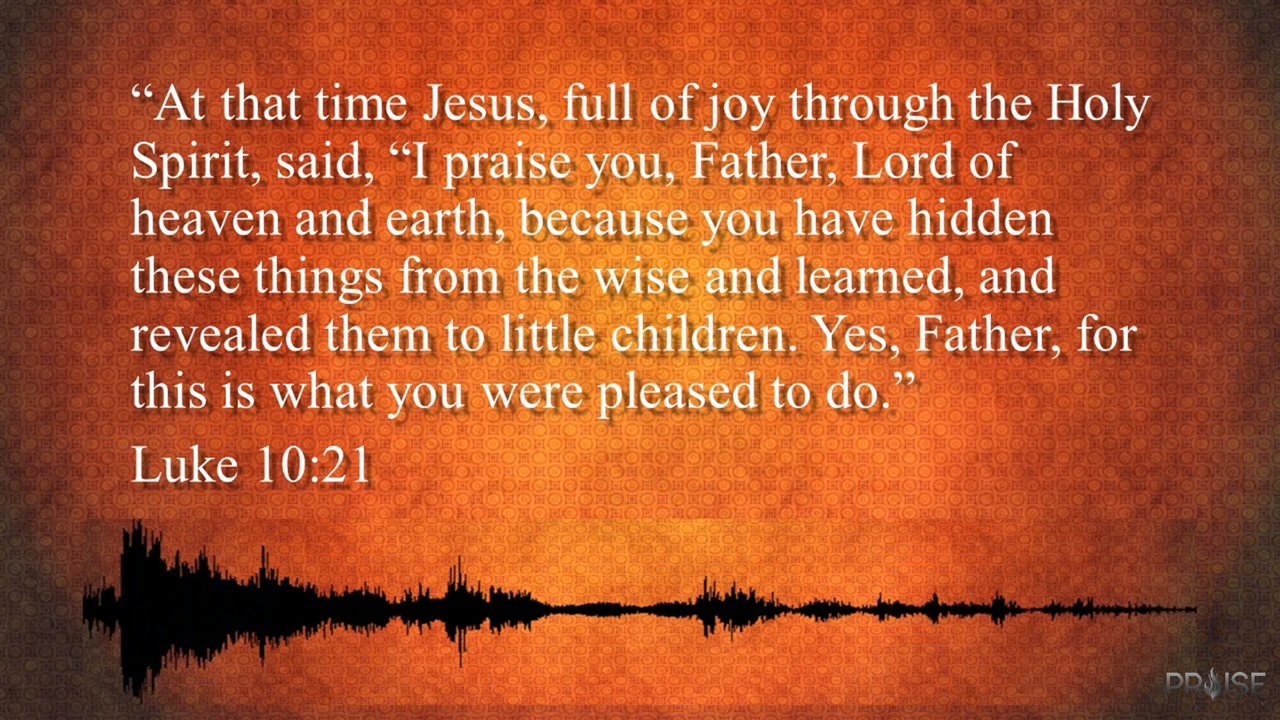 “At that time Jesus, full of joy through the Holy
Spirit, said, “I praise you, Father, Lord of
heaven and earth, because you have hidden
these things from the wise and learned, and
revealed them to little children. Yes, Father, for
this is what you were pleased to do.”
Luke 10:21
PRAISE